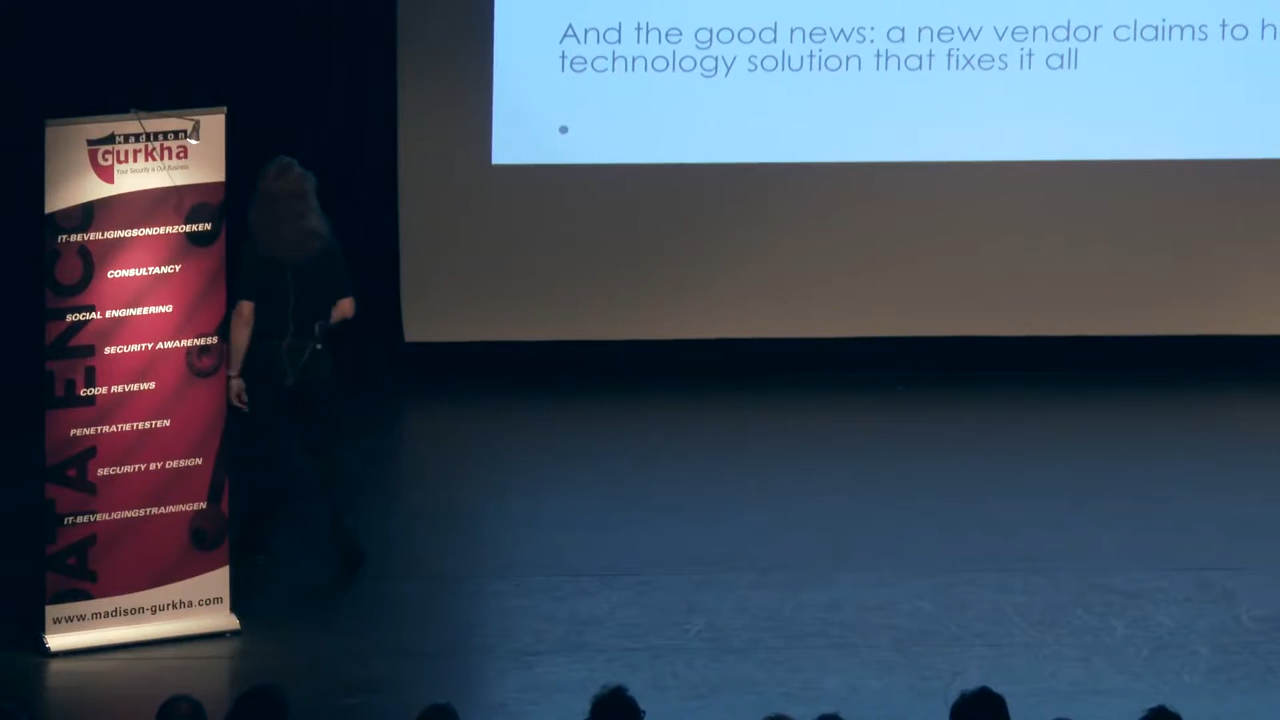 And the good news: a new vendor claims to h
technology solution that fixes it all
Madison
Gurkha
Your Security is Our Business
IT-BEVEILIGINGSONDERZOEKEN
CONSULTANCY
SOCIAL ENGINEERING
SECURITY AWARENESS
CODE REVIEWS
PENETRATIETESTEN
SECURITY BY DESIGN
IT-BEVEILIGINGSTRAININGEN
www.madison-gurkha.com